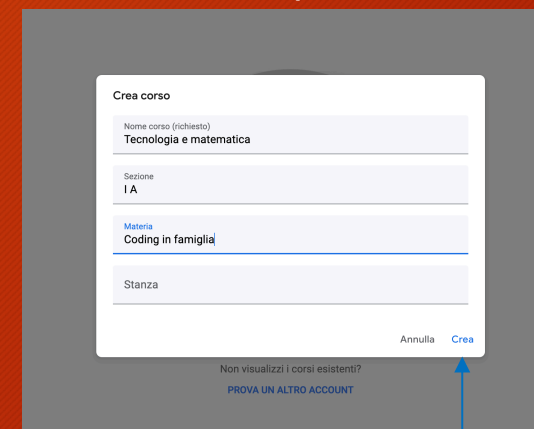 Crea corso
Nome corso (richiesto)
Tecnologia e matematica
Sezione
I A
Materia
Coding in famiglia
Stanza
Annulla Crea
Non visualizzi i corsi esistenti?
PROVA UN ALTRO ACCOUNT